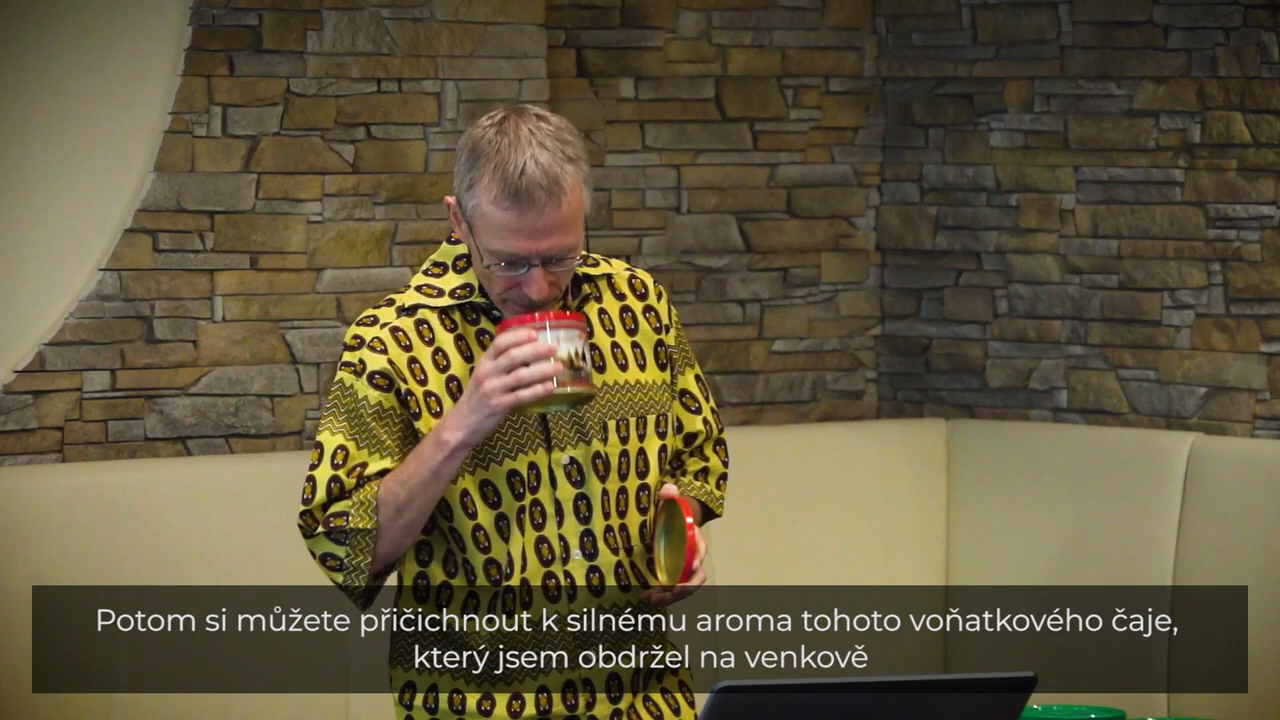 Potom si můžete přičichnout k silnému aroma tohoto voňatkového čaje,
který jsem obdržel na venkově